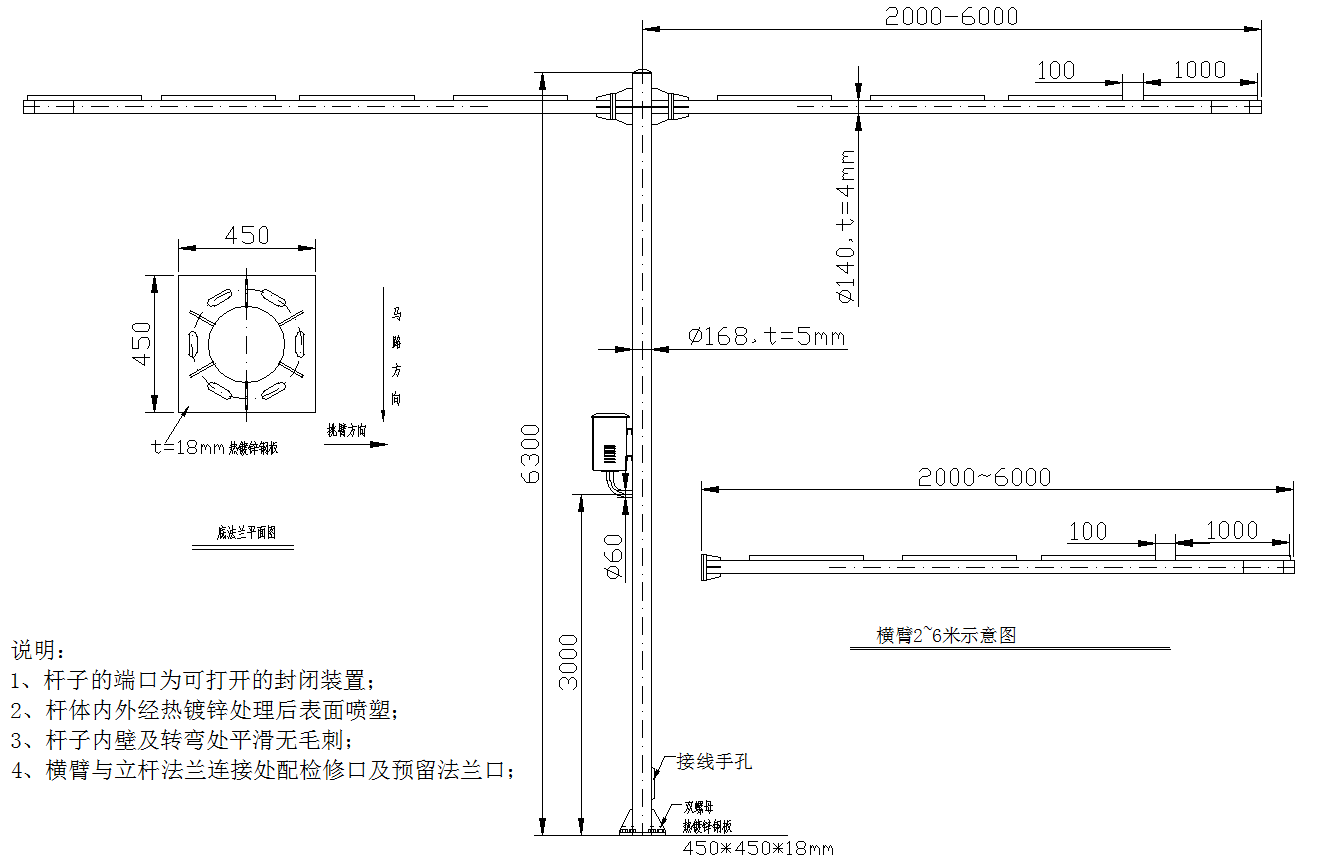 2000-6000
100
1000
Ø140,t=4mm
450
450
马路方向
挑臂方向
t=18mm热镀锌钢板
底法兰平面图
Ø168,t=5mm
6300
Ø60
3000
2000~6000
100
1000
横臂2~6米示意图
说明：
1、杆子的端口为可打开的封闭装置；
2、杆体内外经热镀锌处理后表面喷塑；
3、杆子内壁及转弯处平滑无毛刺；
4、横臂与立杆法兰连接处配检修口及预留法兰口；
接线手孔
双螺母
热镀锌钢板
450*450*18mm